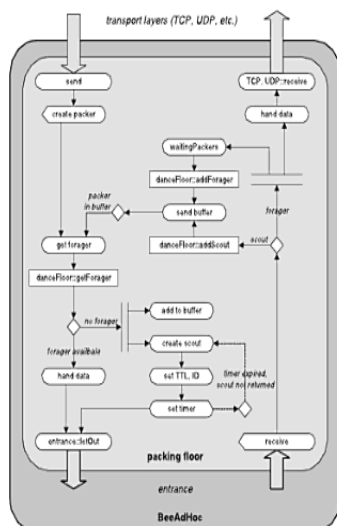 transport layers (TCP, UDP, etc.)
send
TCP, UDP::receive
create packer
hand data
waitingPackers
danceFloor::addForager
packer
in buffer
send buffer
forager
get forager
danceFloor::addScout
scout
danceFloor::getForager
no forager
add to buffer
forager available
create scout
hand data
set TTL, ID
timer expired,
scout not returned
set timer
entrance::letOut
receive
packing floor
entrance
BeeAdHoc